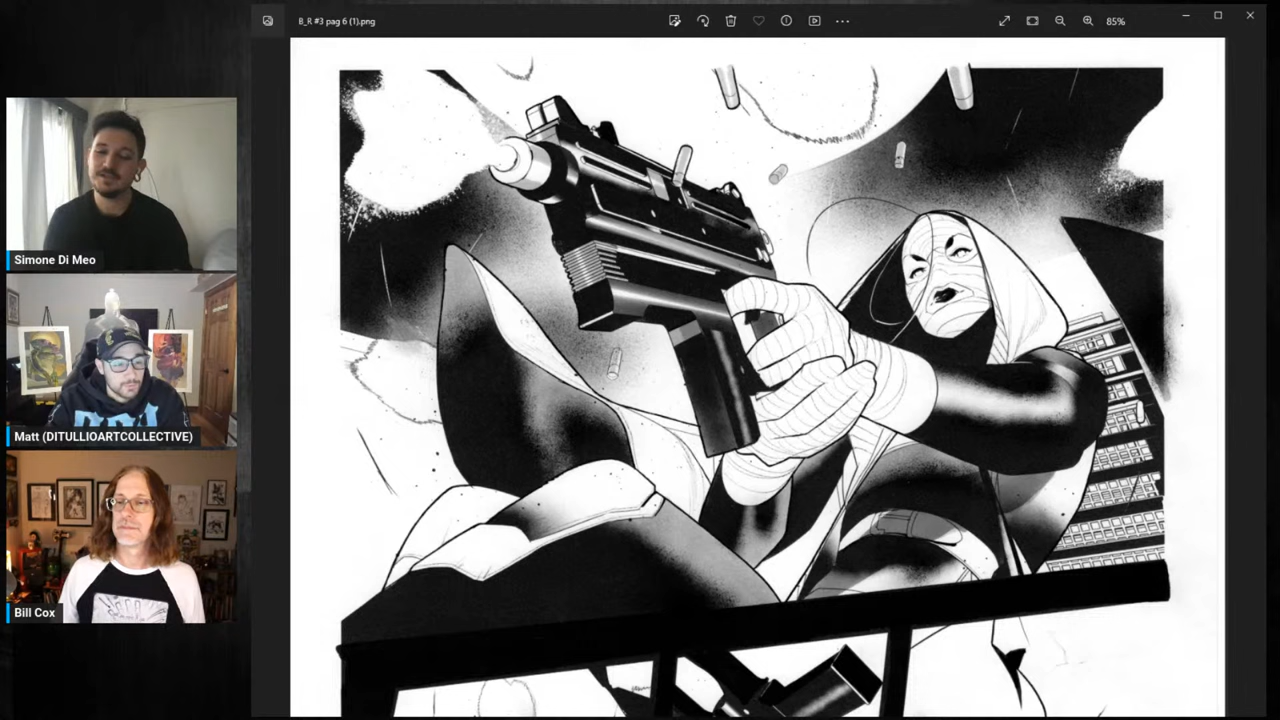 B_R #3 pag 6 (1).png
85%
Simone Di Meo
Matt (DITULLIOARTCOLLECTIVE)
Bill Cox